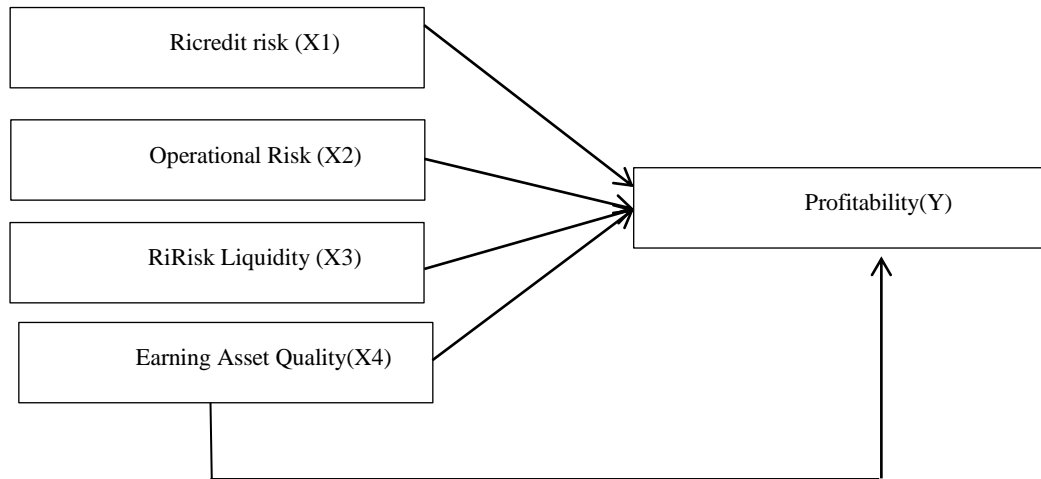 Ricredit risk (X1)
Operational Risk (X2)
Profitability(Y)
RiRisk Liquidity (X3)
Earning Asset Quality(X4)